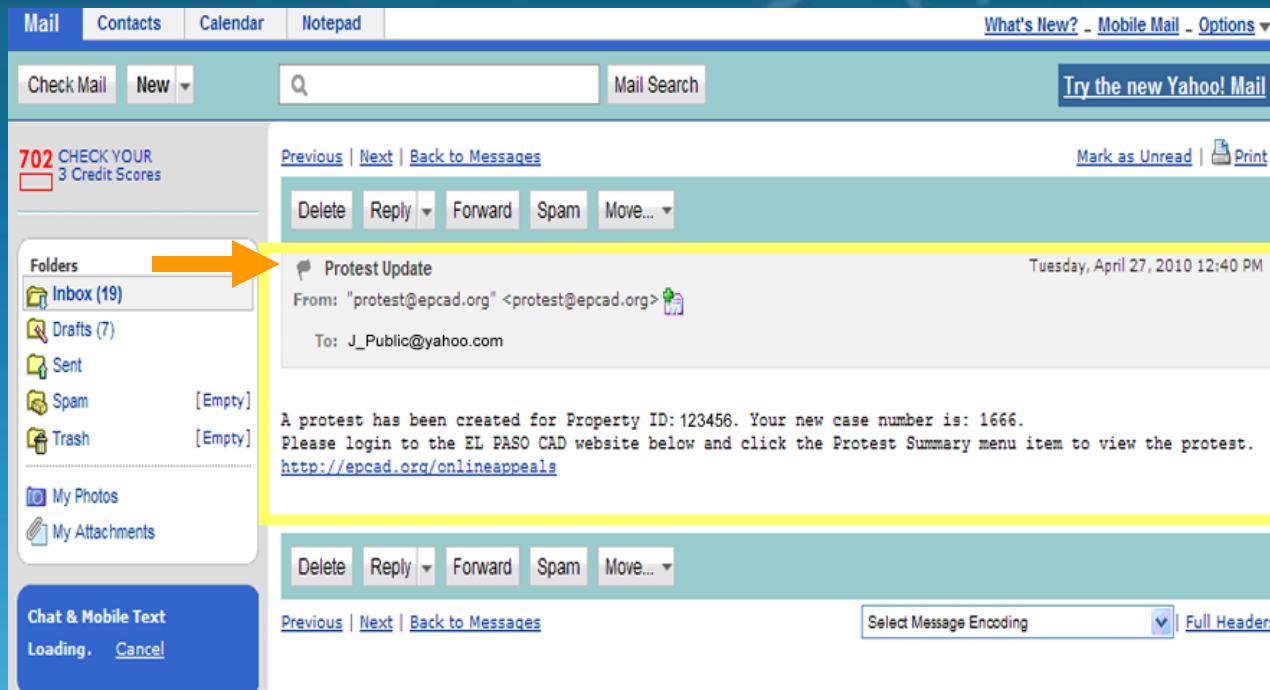 Mail Contacts Calendar Notepad What's New? - Mobile Mail - Options
Check Mail New Mail Search Try the new Yahoo! Mail
702 CHECK YOUR
3 Credit Scores
Previous | Next | Back to Messages Mark as Unread | Print
Delete Reply Forward Spam Move...
Folders
Inbox (19)
Drafts (7)
Sent
Spam [Empty]
Trash [Empty]
My Photos
My Attachments
Protest Update Tuesday, April 27, 2010 12:40 PM
From: "protest@epcad.org" <protest@epcad.org>
To: J_Public@yahoo.com
A protest has been created for Property ID: 123456. Your new case number is: 1666.
Please login to the EL PASO CAD website below and click the Protest Summary menu item to view the protest.
http://epcad.org/onlineappeals
Delete Reply Forward Spam Move...
Chat & Mobile Text
Loading. Cancel
Previous | Next | Back to Messages Select Message Encoding | Full Headers